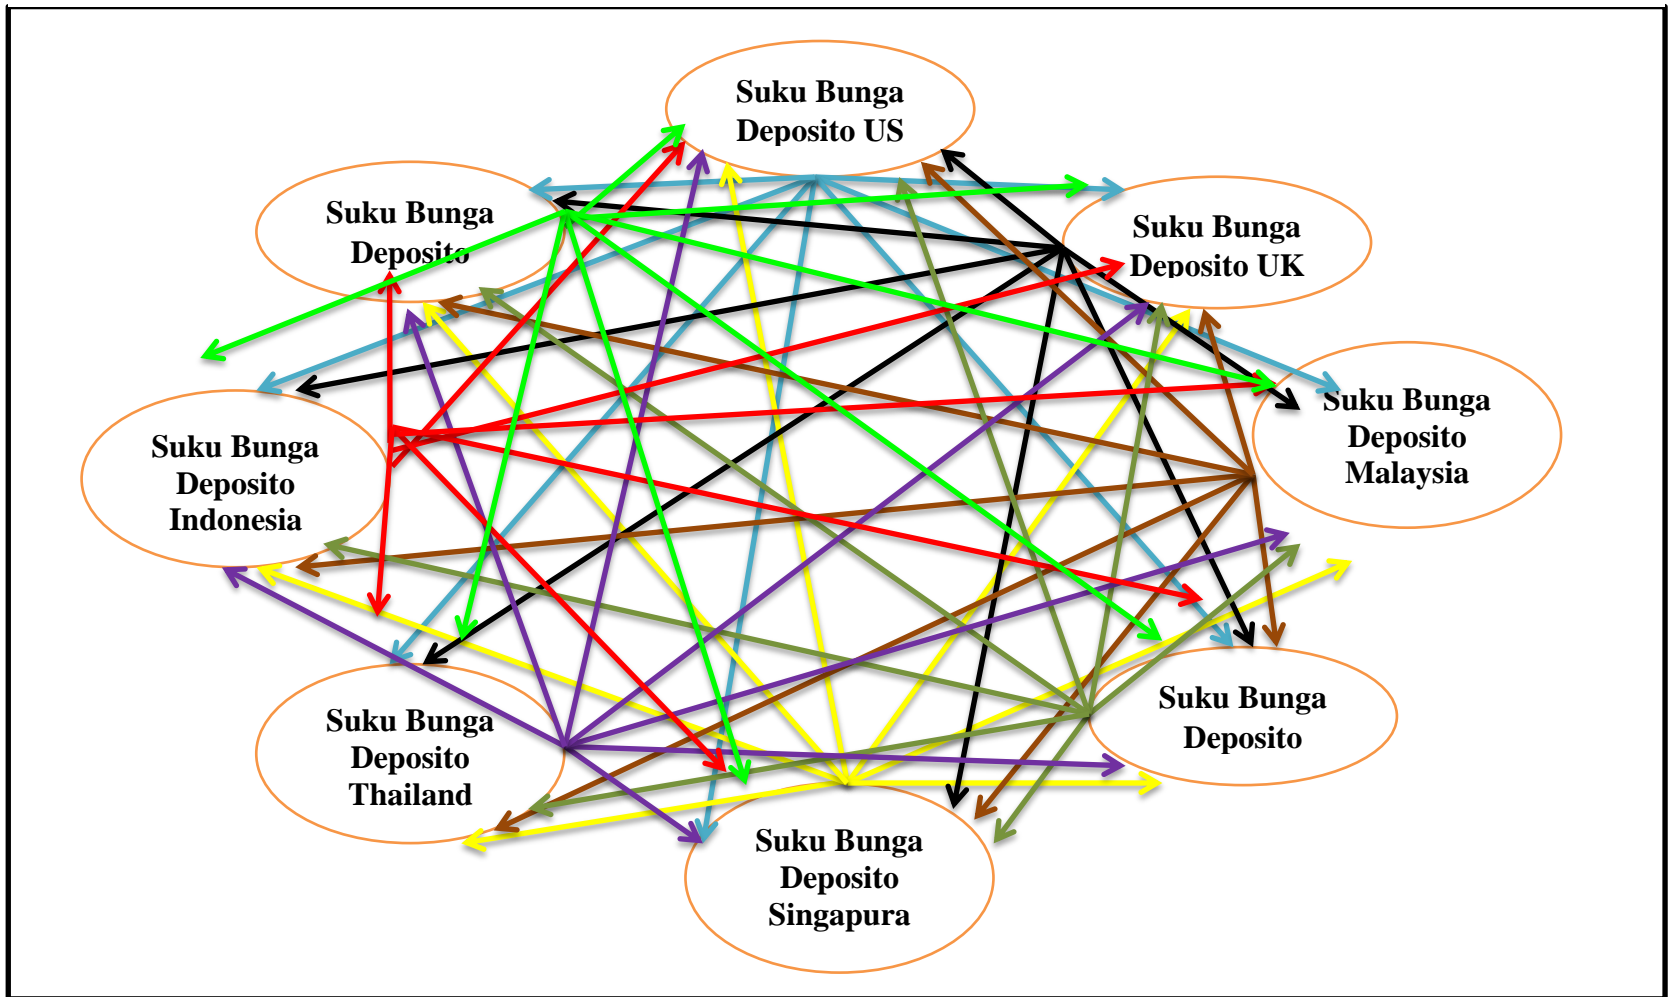 Suku Bunga
Deposito US
Suku Bunga
Deposito
Suku Bunga
Deposito UK
Suku Bunga
Deposito
Malaysia
Suku Bunga
Deposito
Indonesia
Suku Bunga
Deposito
Thailand
Suku Bunga
Deposito
Suku Bunga
Deposito
Singapura